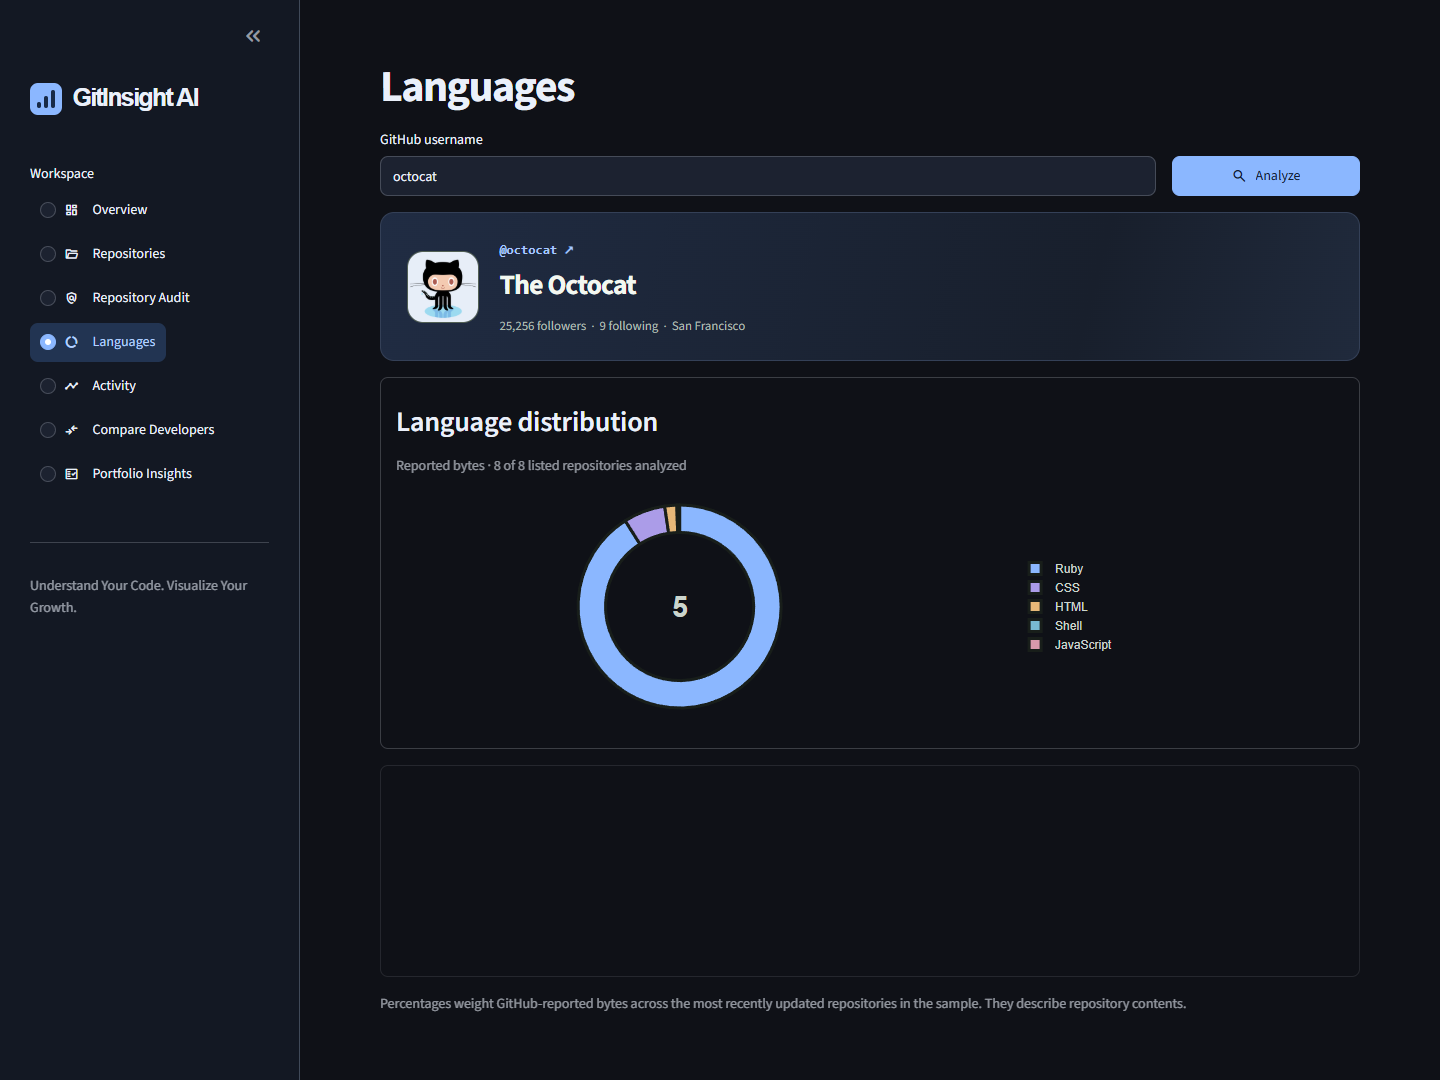 GitInsight AI
Workspace
Overview
Repositories
Repository Audit
Languages
Activity
Compare Developers
Portfolio Insights
Understand Your Code. Visualize Your
Growth.
Languages
GitHub username
octocat
Analyze
@octocat ↗
The Octocat
25,256 followers · 9 following · San Francisco
Language distribution
Reported bytes · 8 of 8 listed repositories analyzed
5
Ruby
CSS
HTML
Shell
JavaScript
Percentages weight GitHub-reported bytes across the most recently updated repositories in the sample. They describe repository contents.